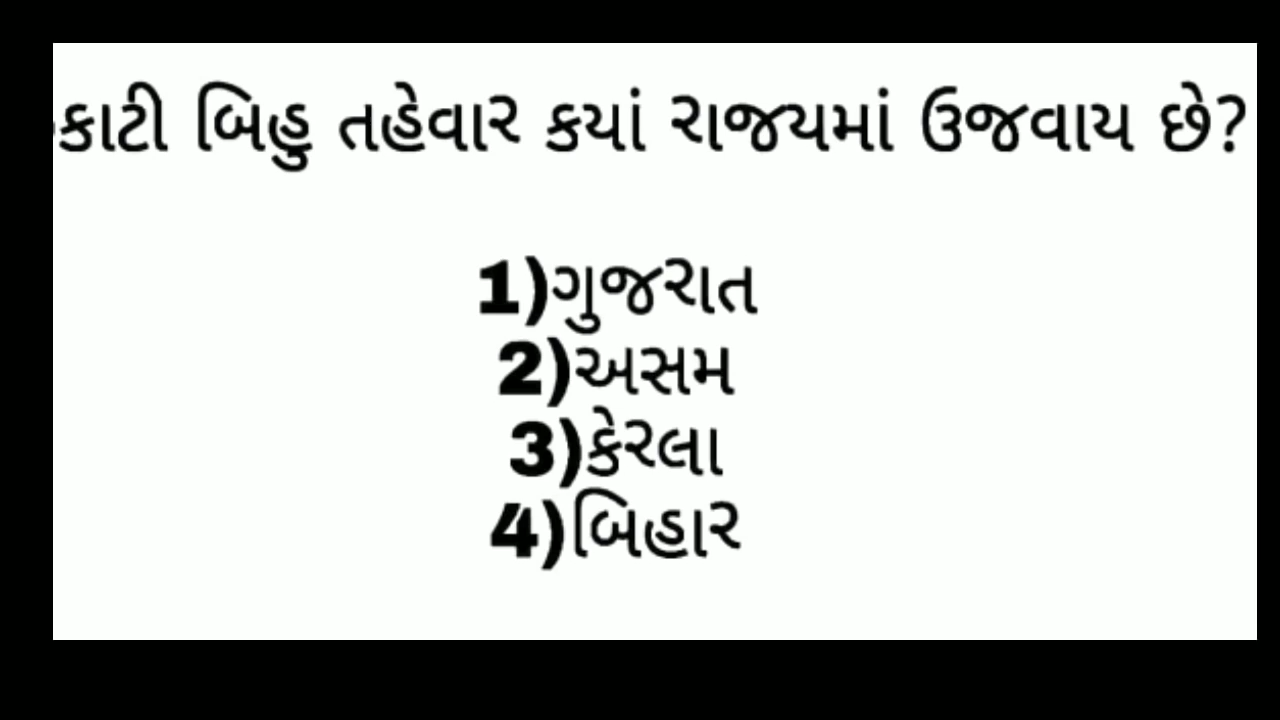 કાટી બિહુ તહેવાર કયાં રાજયમાં ઉજવાય છે?
1)ગુજરાત
2)અસમ
3)કેરલા
4)બિહાર